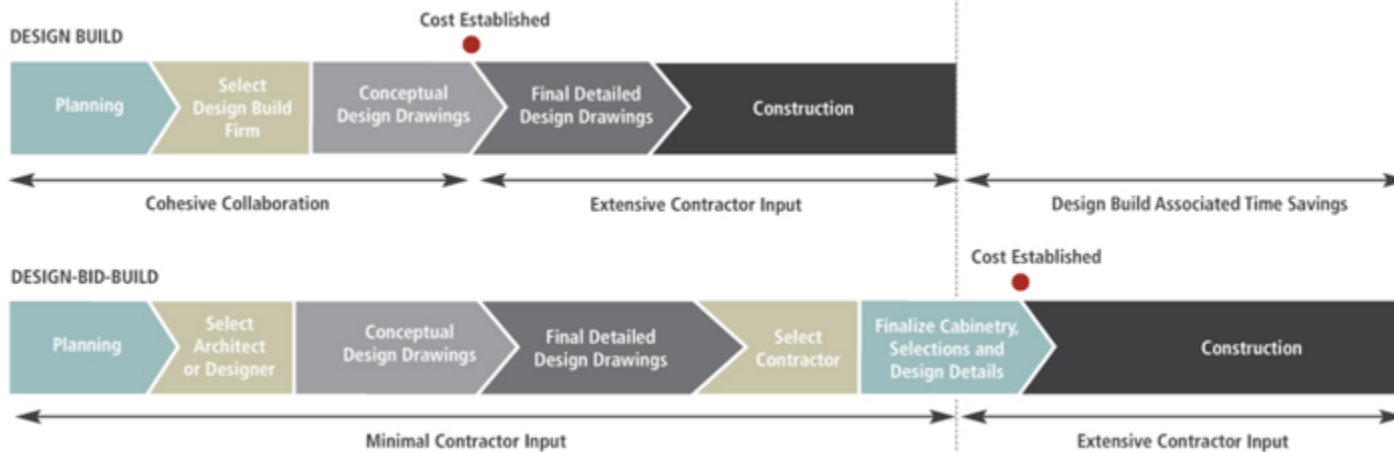 Cost Established
DESIGN BUILD
Planning
Select
Design Build
Firm
Conceptual
Design Drawings
Final Detailed
Design Drawings
Construction
Cohesive Collaboration
Extensive Contractor Input
Design Build Associated Time Savings
Cost Established
DESIGN-BID-BUILD
Planning
Select
Architect
or Designer
Conceptual
Design Drawings
Final Detailed
Design Drawings
Select
Contractor
Finalize Cabinetry,
Selections and
Design Details
Construction
Minimal Contractor Input
Extensive Contractor Input